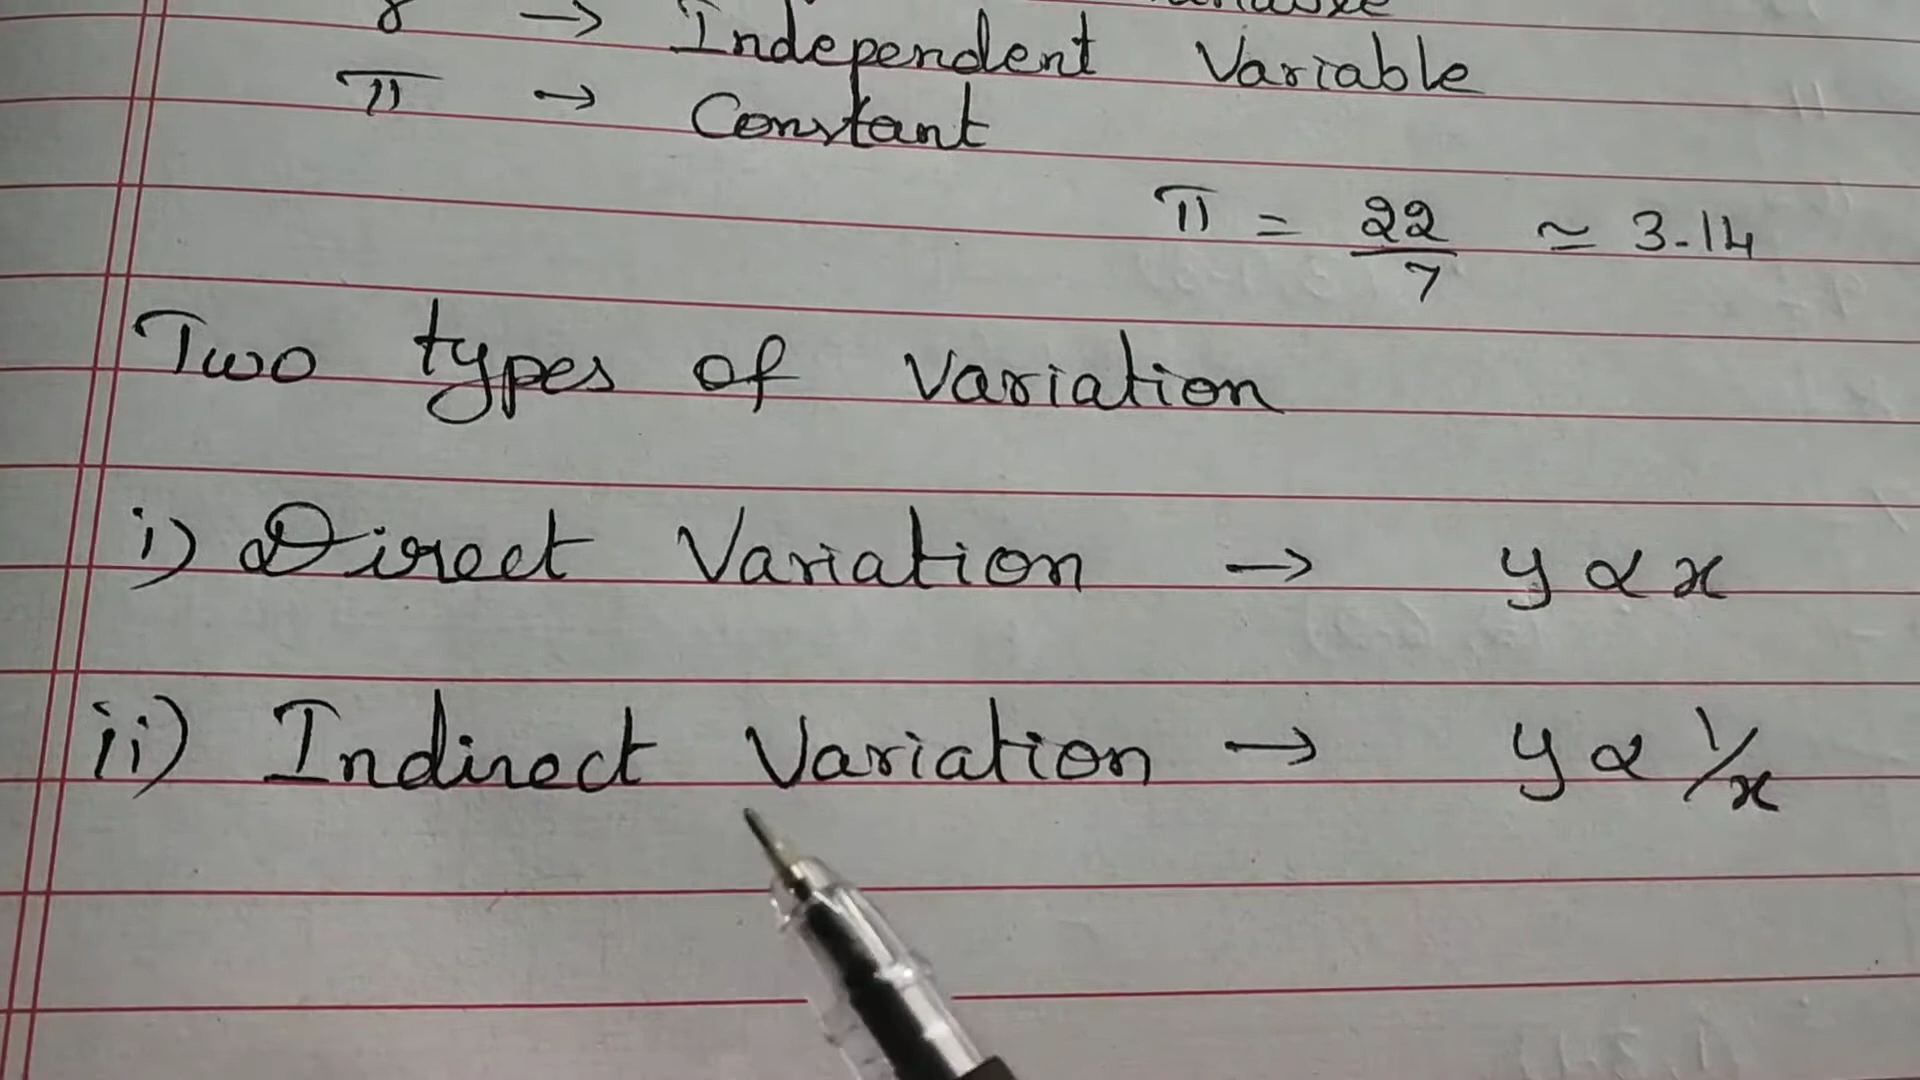 r → Independent Variable
π → Constant
π = 22/7 ≃ 3.14
Two types of variation
i) Direct Variation → y ∝ x
ii) Indirect Variation → y ∝ 1/x